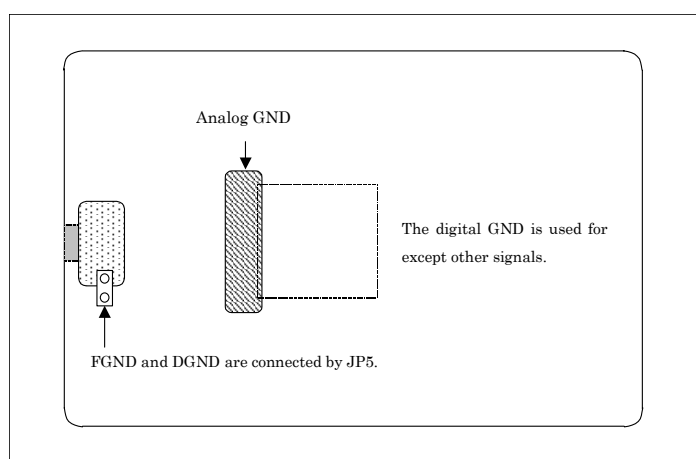 Analog GND
The digital GND is used for
except other signals.
FGND and DGND are connected by JP5.